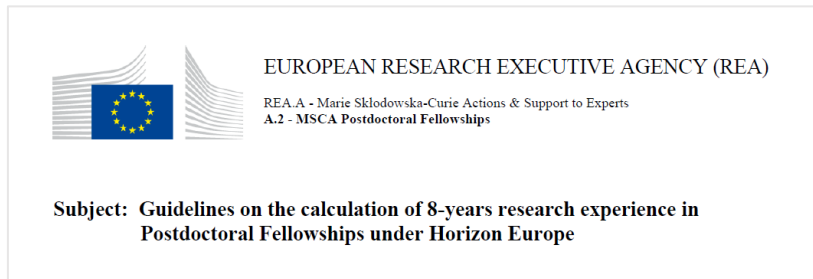 EUROPEAN RESEARCH EXECUTIVE AGENCY (REA)
REA.A - Marie Sklodowska-Curie Actions & Support to Experts
A.2 - MSCA Postdoctoral Fellowships
Subject: Guidelines on the calculation of 8-years research experience in
Postdoctoral Fellowships under Horizon Europe